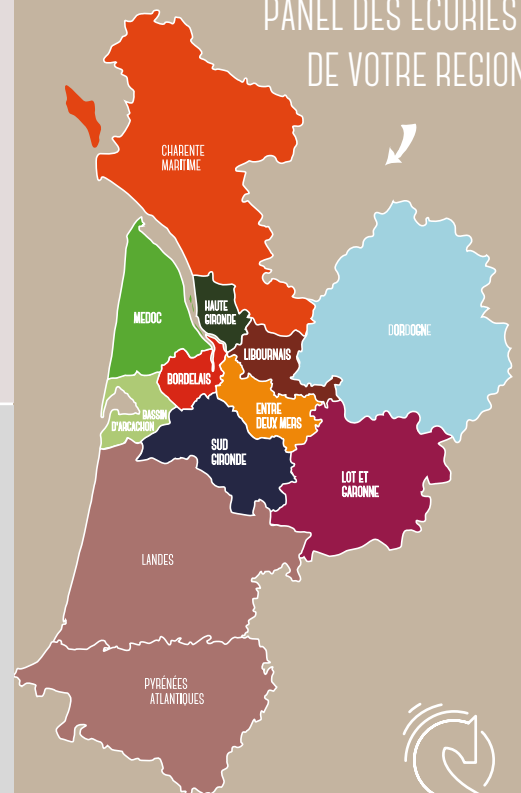 PANEL DES ECURIES
DE VOTRE REGION
CHARENTE
MARITIME
MEDOC
HAUTE
GIRONDE
DORDOGNE
LIBOURNAIS
BORDELAIS
BASSIN
D'ARCACHON
ENTRE
DEUX MERS
SUD
GIRONDE
LOT ET
GARONNE
LANDES
PYRÉNÉES
ATLANTIQUES